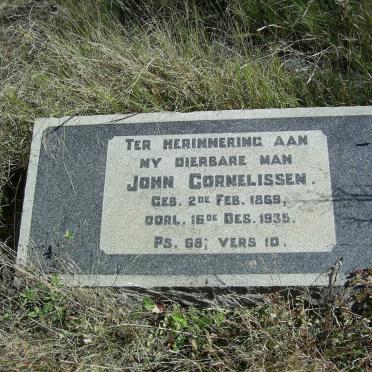 TER HERINNERING AAN
MY DIERBARE MAN
JOHN CORNELISSEN.
GEB. 2DE FEB. 1869,
OORL. 16DE DES. 1935.
PS. 68; VERS 10.